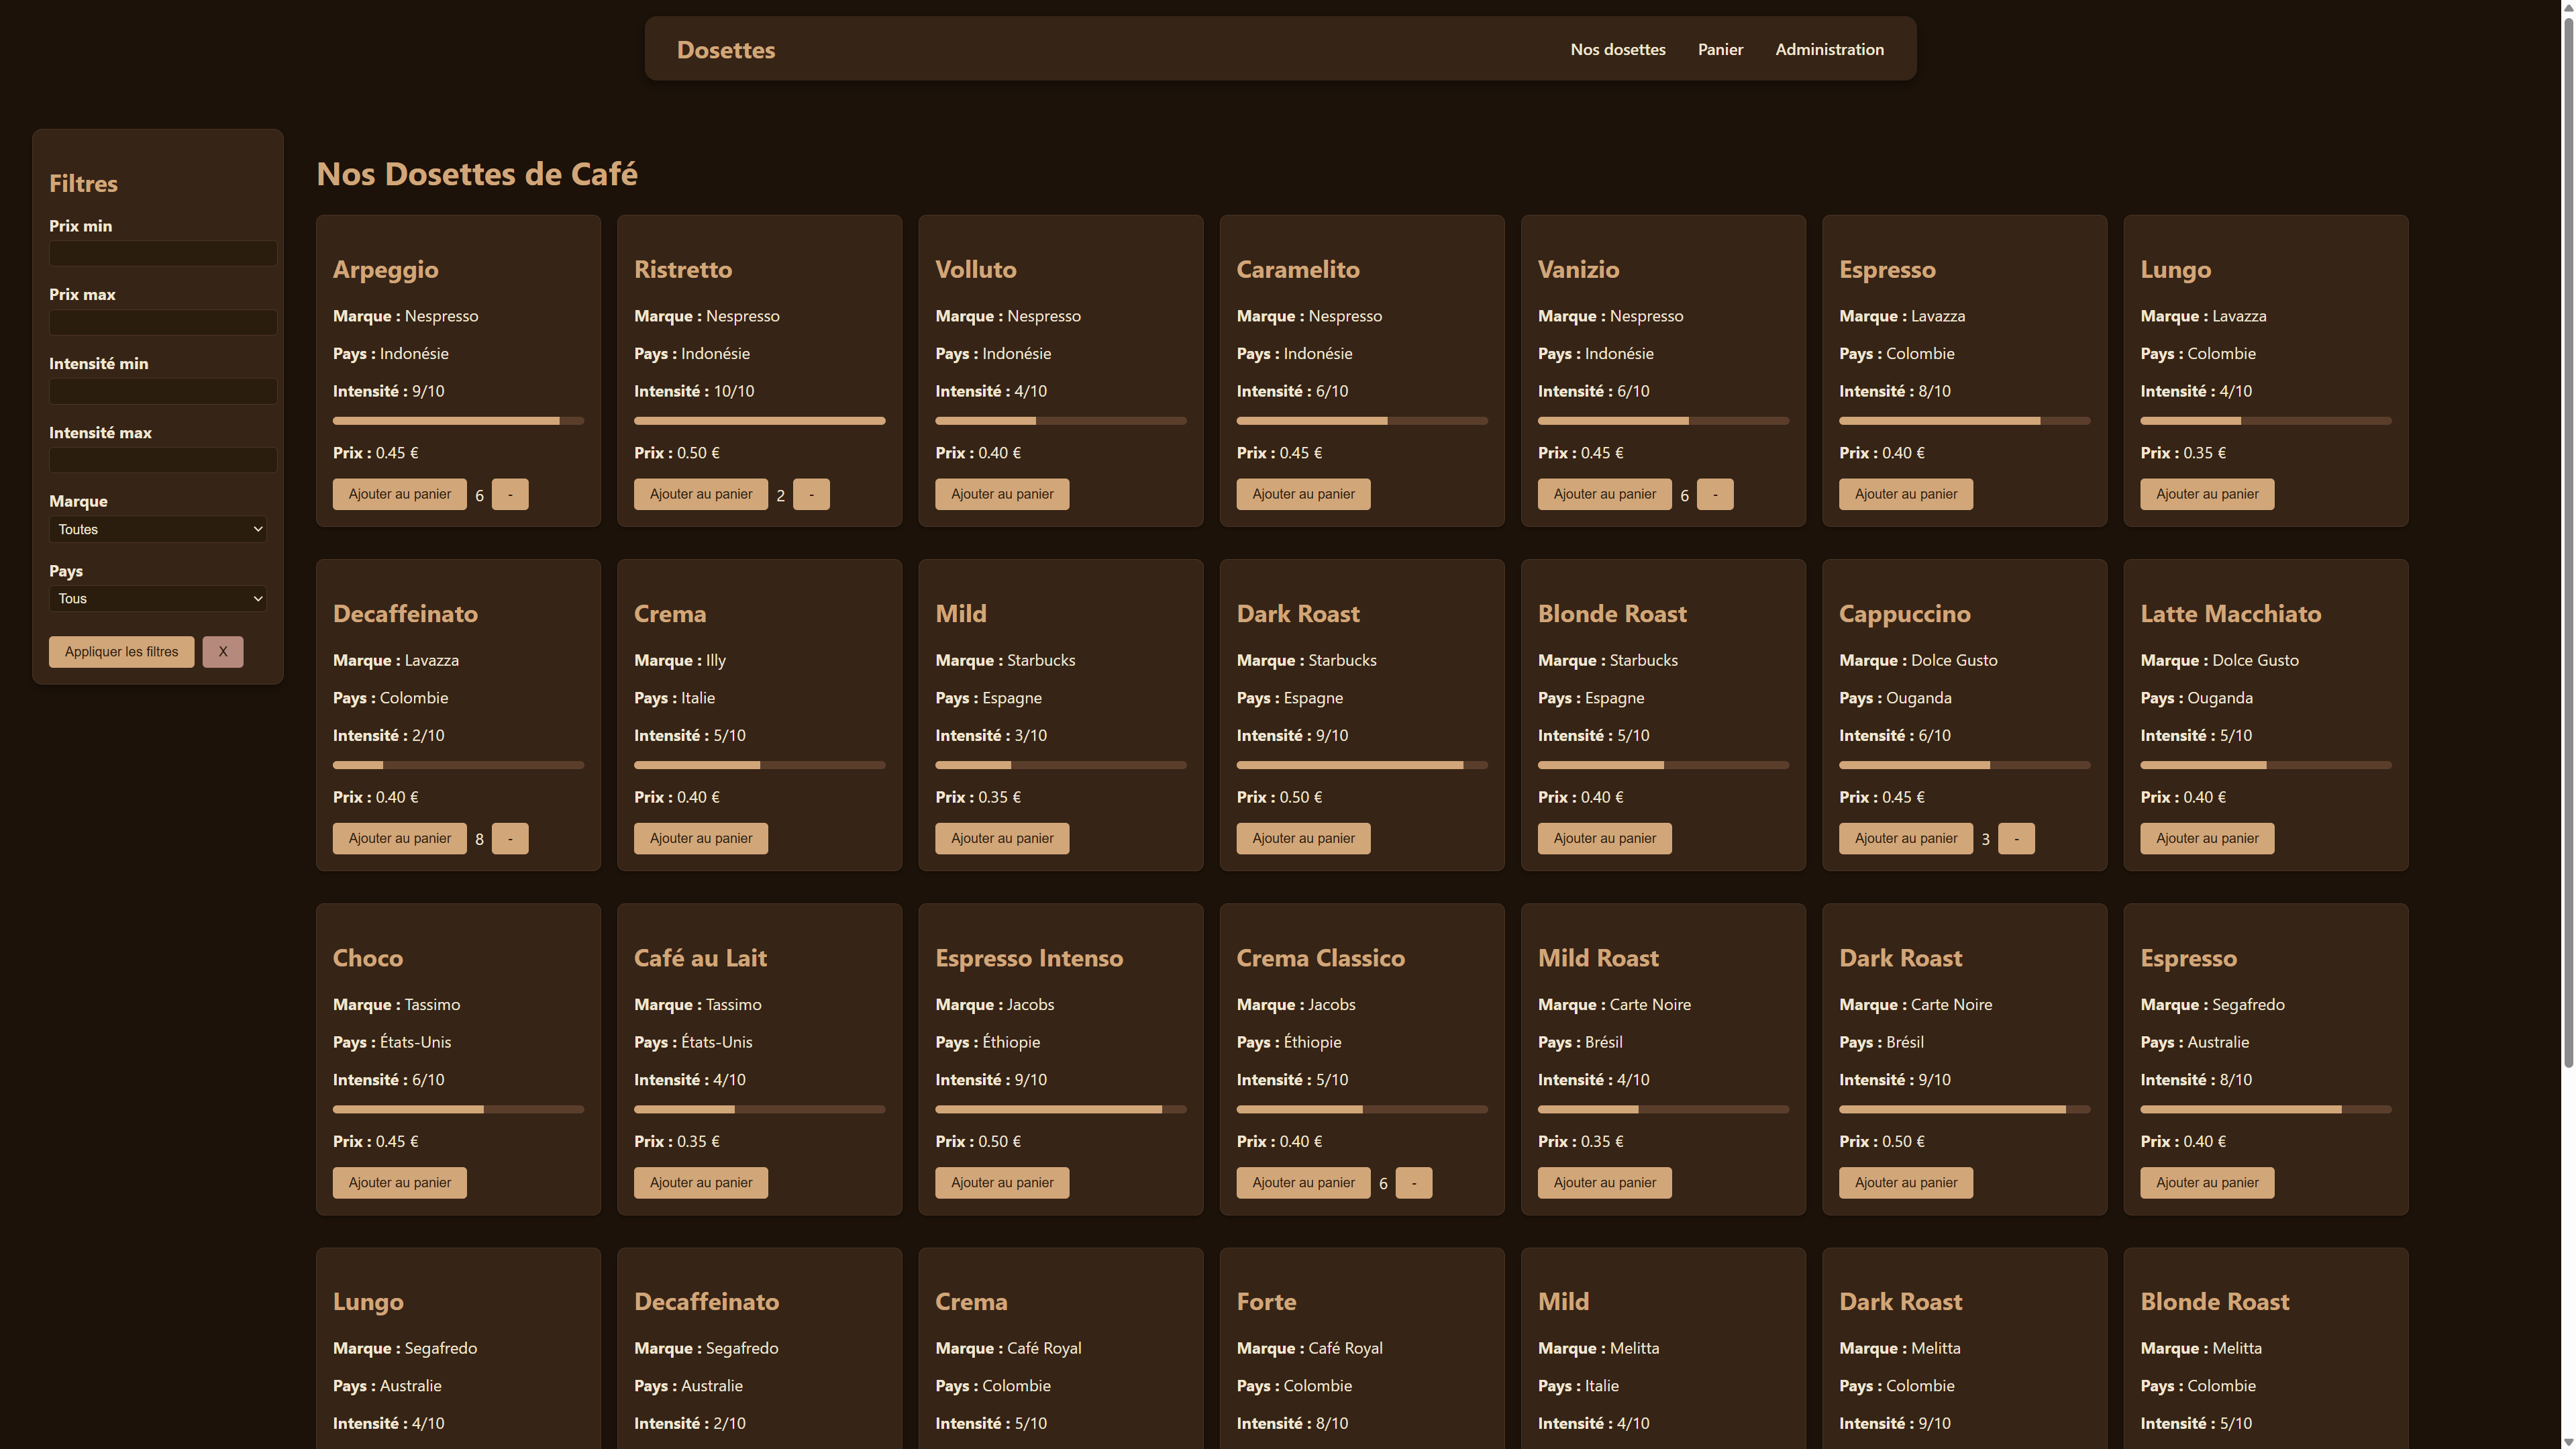 Dosettes
Nos dosettes
Panier
Administration
Filtres
Prix min
Prix max
Intensité min
Intensité max
Marque
Toutes
Pays
Tous
Appliquer les filtres
X
Nos Dosettes de Café
Arpeggio
Marque : Nespresso
Pays : Indonésie
Intensité : 9/10
Prix : 0.45 €
Ajouter au panier 6 -
Ristretto
Marque : Nespresso
Pays : Indonésie
Intensité : 10/10
Prix : 0.50 €
Ajouter au panier 2 -
Volluto
Marque : Nespresso
Pays : Indonésie
Intensité : 4/10
Prix : 0.40 €
Ajouter au panier
Caramelito
Marque : Nespresso
Pays : Indonésie
Intensité : 6/10
Prix : 0.45 €
Ajouter au panier
Vanizio
Marque : Nespresso
Pays : Indonésie
Intensité : 6/10
Prix : 0.45 €
Ajouter au panier 6 -
Espresso
Marque : Lavazza
Pays : Colombie
Intensité : 8/10
Prix : 0.40 €
Ajouter au panier
Lungo
Marque : Lavazza
Pays : Colombie
Intensité : 4/10
Prix : 0.35 €
Ajouter au panier
Decaffeinato
Marque : Lavazza
Pays : Colombie
Intensité : 2/10
Prix : 0.40 €
Ajouter au panier 8 -
Crema
Marque : Illy
Pays : Italie
Intensité : 5/10
Prix : 0.40 €
Ajouter au panier
Mild
Marque : Starbucks
Pays : Espagne
Intensité : 3/10
Prix : 0.35 €
Ajouter au panier
Dark Roast
Marque : Starbucks
Pays : Espagne
Intensité : 9/10
Prix : 0.50 €
Ajouter au panier
Blonde Roast
Marque : Starbucks
Pays : Espagne
Intensité : 5/10
Prix : 0.40 €
Ajouter au panier
Cappuccino
Marque : Dolce Gusto
Pays : Ouganda
Intensité : 6/10
Prix : 0.45 €
Ajouter au panier 3 -
Latte Macchiato
Marque : Dolce Gusto
Pays : Ouganda
Intensité : 5/10
Prix : 0.40 €
Ajouter au panier
Choco
Marque : Tassimo
Pays : États-Unis
Intensité : 6/10
Prix : 0.45 €
Ajouter au panier
Café au Lait
Marque : Tassimo
Pays : États-Unis
Intensité : 4/10
Prix : 0.35 €
Ajouter au panier
Espresso Intenso
Marque : Jacobs
Pays : Éthiopie
Intensité : 9/10
Prix : 0.50 €
Ajouter au panier
Crema Classico
Marque : Jacobs
Pays : Éthiopie
Intensité : 5/10
Prix : 0.40 €
Ajouter au panier 6 -
Mild Roast
Marque : Carte Noire
Pays : Brésil
Intensité : 4/10
Prix : 0.35 €
Ajouter au panier
Dark Roast
Marque : Carte Noire
Pays : Brésil
Intensité : 9/10
Prix : 0.50 €
Ajouter au panier
Espresso
Marque : Segafredo
Pays : Australie
Intensité : 8/10
Prix : 0.40 €
Ajouter au panier
Lungo
Marque : Segafredo
Pays : Australie
Intensité : 4/10
Decaffeinato
Marque : Segafredo
Pays : Australie
Intensité : 2/10
Crema
Marque : Café Royal
Pays : Colombie
Intensité : 5/10
Forte
Marque : Café Royal
Pays : Colombie
Intensité : 8/10
Mild
Marque : Melitta
Pays : Italie
Intensité : 4/10
Dark Roast
Marque : Melitta
Pays : Colombie
Intensité : 9/10
Blonde Roast
Marque : Melitta
Pays : Colombie
Intensité : 5/10